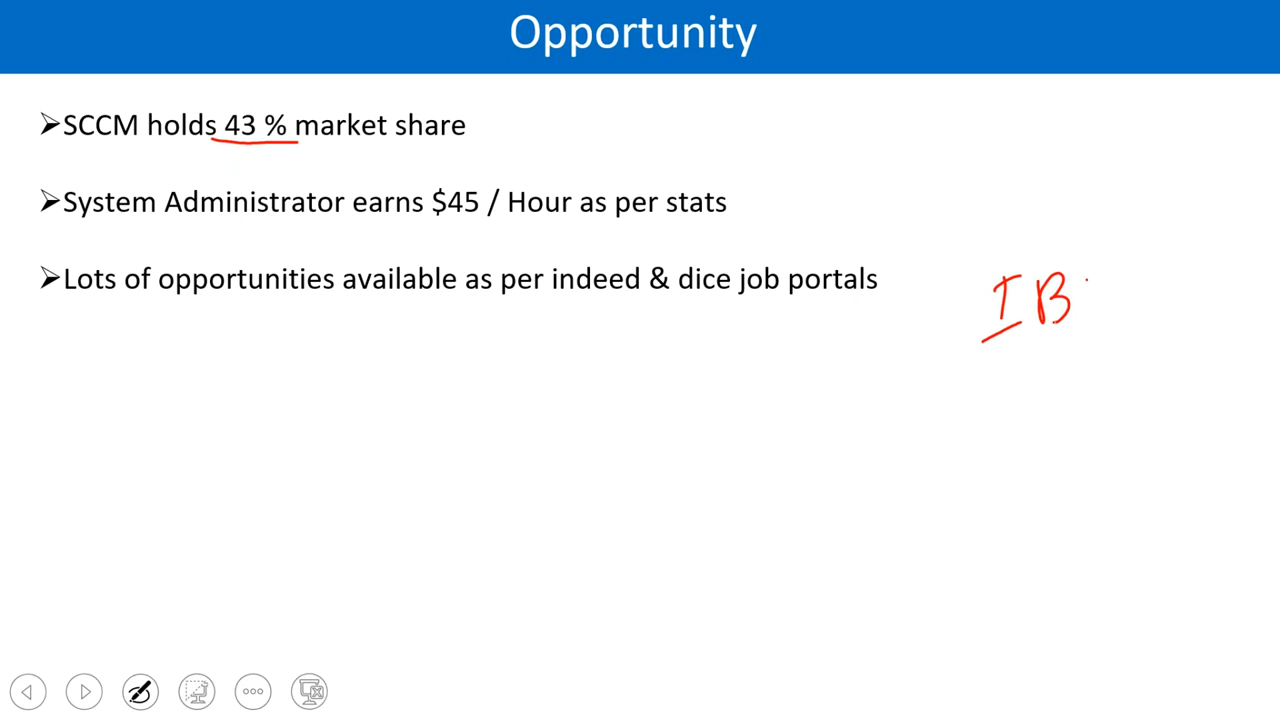 Opportunity
➢SCCM holds 43 % market share
➢System Administrator earns $45 / Hour as per stats
➢Lots of opportunities available as per indeed & dice job portals
IB